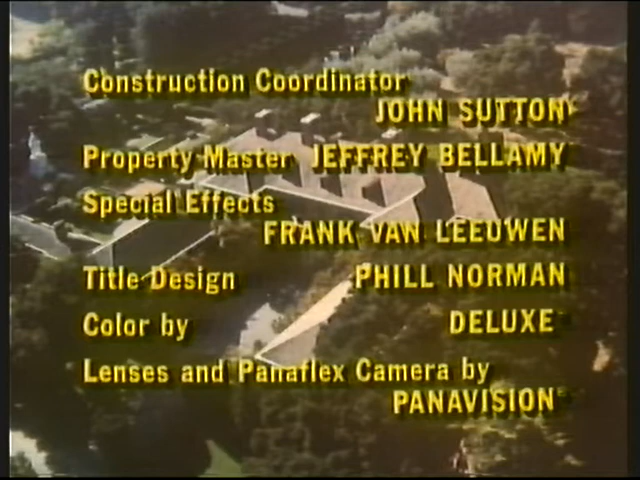 Construction Coordinator
JOHN SUTTON
Property Master JEFFREY BELLAMY
Special Effects
FRANK VAN LEEUWEN
Title Design PHILL NORMAN
Color by DELUXE
Lenses and Panaflex Camera by
PANAVISION